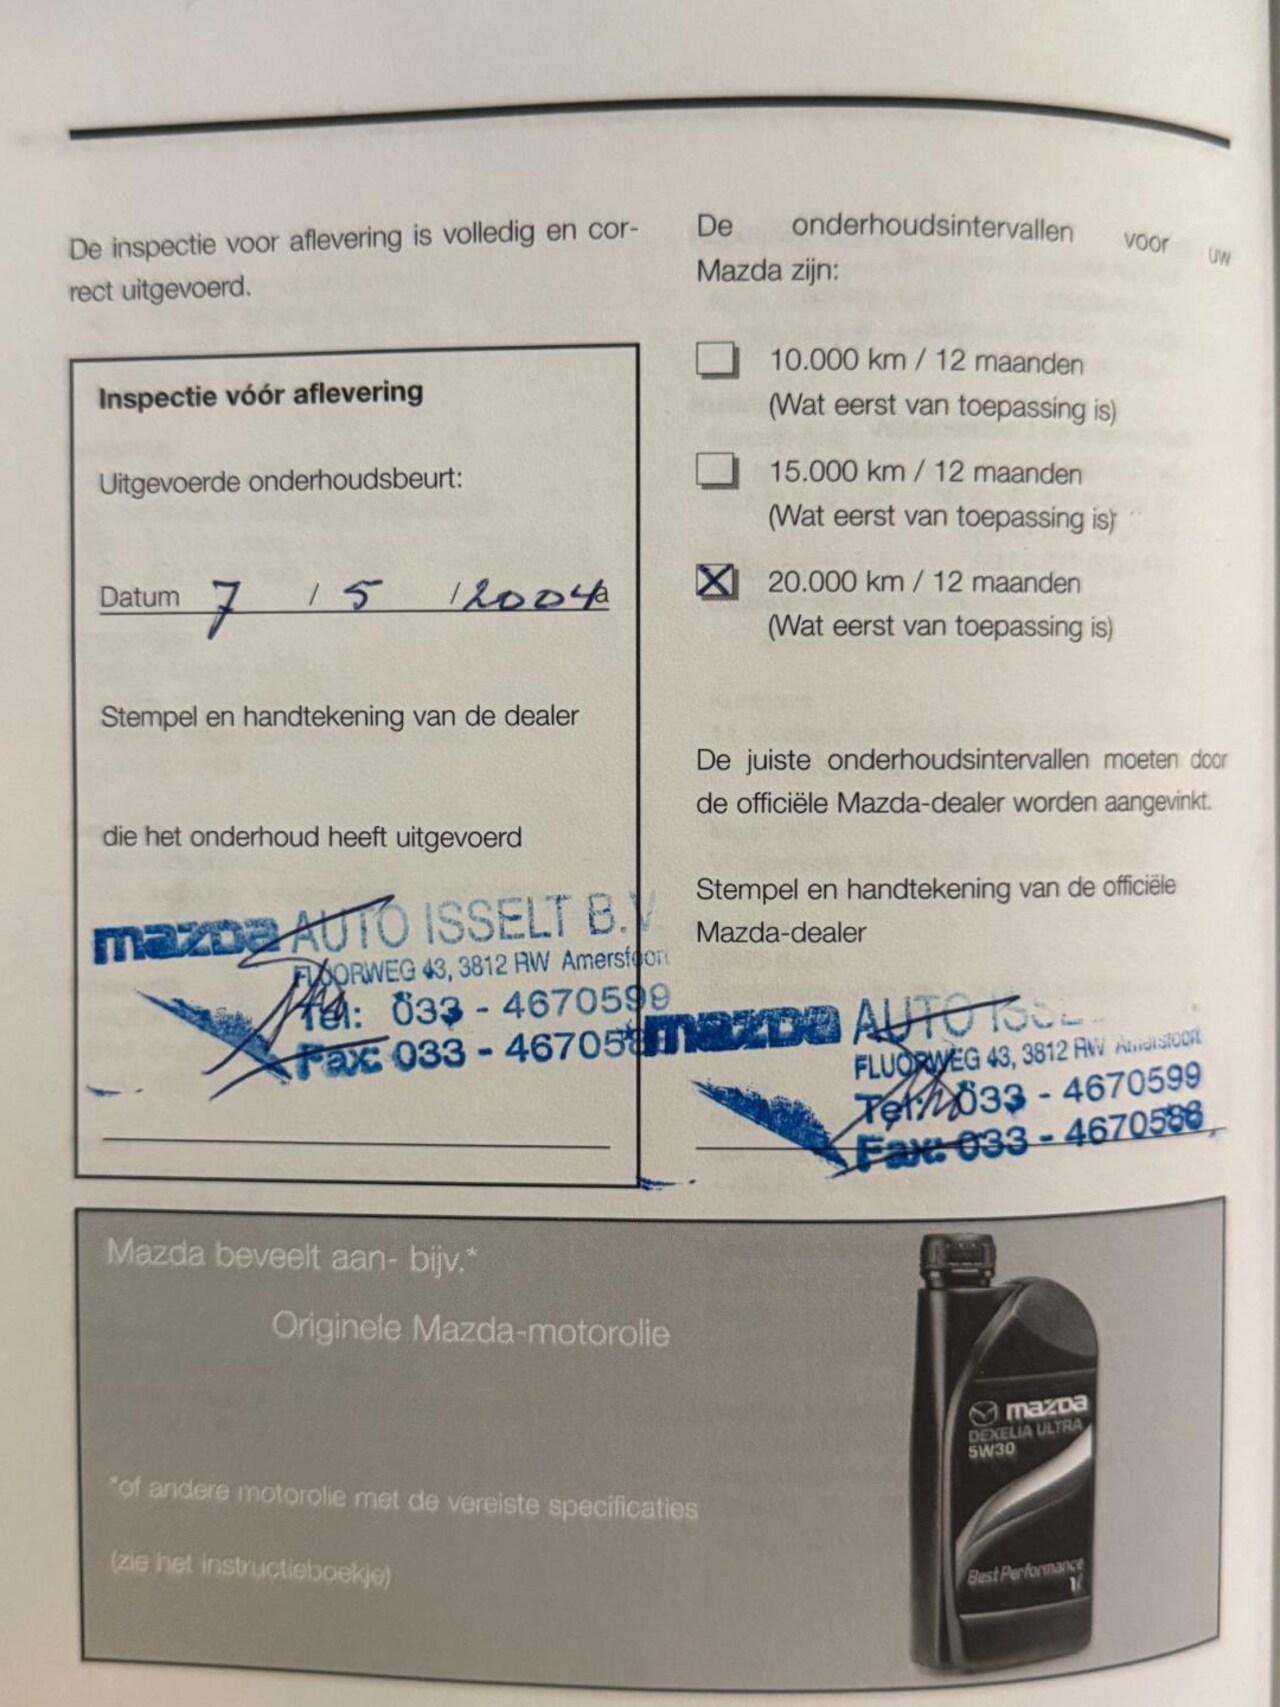 De inspectie voor aflevering is volledig en cor-
rect uitgevoerd.
Inspectie vóór aflevering
Uitgevoerde onderhoudsbeurt:
Datum 7 / 5 / 2004
Stempel en handtekening van de dealer
die het onderhoud heeft uitgevoerd
mazda AUTO ISSELT B.V.
FLUORWEG 43, 3812 RW Amersfoort
Tel: 033 - 4670599
Fax: 033 - 467058
De onderhoudsintervallen voor uw
Mazda zijn:
10.000 km / 12 maanden
(Wat eerst van toepassing is)
15.000 km / 12 maanden
(Wat eerst van toepassing is)
20.000 km / 12 maanden
(Wat eerst van toepassing is)
De juiste onderhoudsintervallen moeten door
de officiële Mazda-dealer worden aangevinkt.
Stempel en handtekening van de officiële
Mazda-dealer
mazda AUTO
FLUORWEG 43, 3812 RW Amersfoort
Tel: 033 - 4670599
Fax: 033 - 4670586
Mazda beveelt aan- bijv.*
Originele Mazda-motorolie
*of andere motorolie met de vereiste specificaties
(zie het instructieboekje)
mazda
DEXELIA ULTRA
5W30
Best Performance
1ℓ